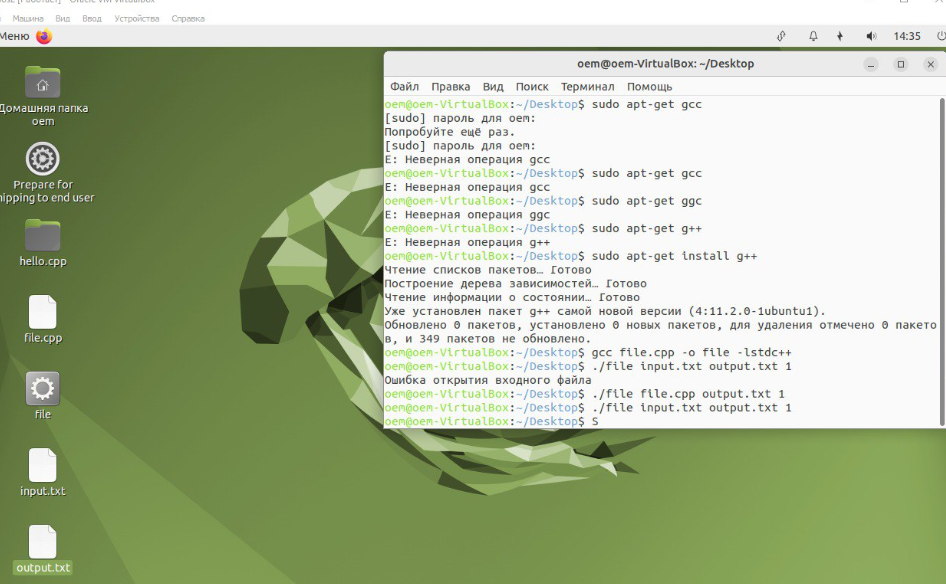 Машина Вид Ввод Устройства Справка
Меню
14:35
oem@oem-VirtualBox: ~/Desktop
Файл Правка Вид Поиск Терминал Помощь
oem@oem-VirtualBox:~/Desktop$ sudo apt-get gcc
[sudo] пароль для oem:
Попробуйте ещё раз.
[sudo] пароль для oem:
E: Неверная операция gcc
oem@oem-VirtualBox:~/Desktop$ sudo apt-get gcc
E: Неверная операция gcc
oem@oem-VirtualBox:~/Desktop$ sudo apt-get ggc
E: Неверная операция ggc
oem@oem-VirtualBox:~/Desktop$ sudo apt-get g++
E: Неверная операция g++
oem@oem-VirtualBox:~/Desktop$ sudo apt-get install g++
Чтение списков пакетов… Готово
Построение дерева зависимостей… Готово
Чтение информации о состоянии… Готово
Уже установлен пакет g++ самой новой версии (4:11.2.0-1ubuntu1).
Обновлено 0 пакетов, установлено 0 новых пакетов, для удаления отмечено 0 пакето
в, и 349 пакетов не обновлено.
oem@oem-VirtualBox:~/Desktop$ gcc file.cpp -o file -lstdc++
oem@oem-VirtualBox:~/Desktop$ ./file input.txt output.txt 1
Ошибка открытия входного файла
oem@oem-VirtualBox:~/Desktop$ ./file file.cpp output.txt 1
oem@oem-VirtualBox:~/Desktop$ ./file input.txt output.txt 1
oem@oem-VirtualBox:~/Desktop$ S
Домашняя папка
oem
Prepare for
hipping to end user
hello.cpp
file.cpp
file
input.txt
output.txt